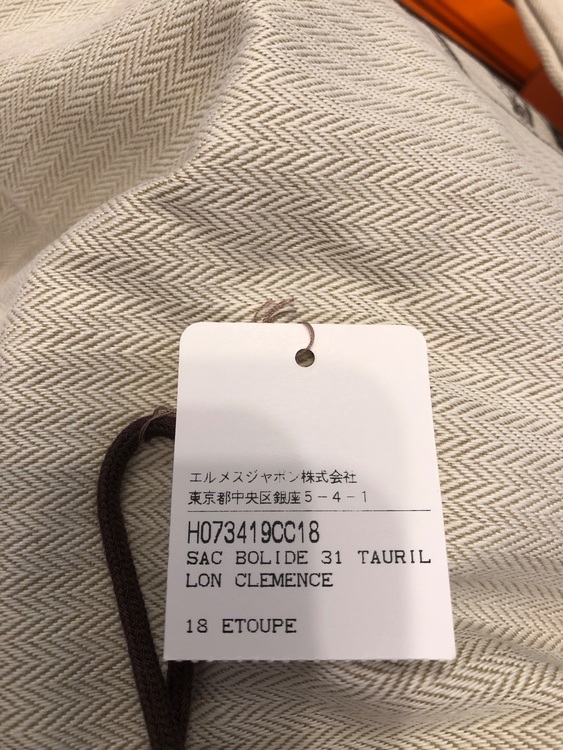 エルメスジャポン株式会社
東京都中央区銀座5-4-1
H073419CC18
SAC BOLIDE 31 TAURIL
LON CLEMENCE
18 ETOUPE